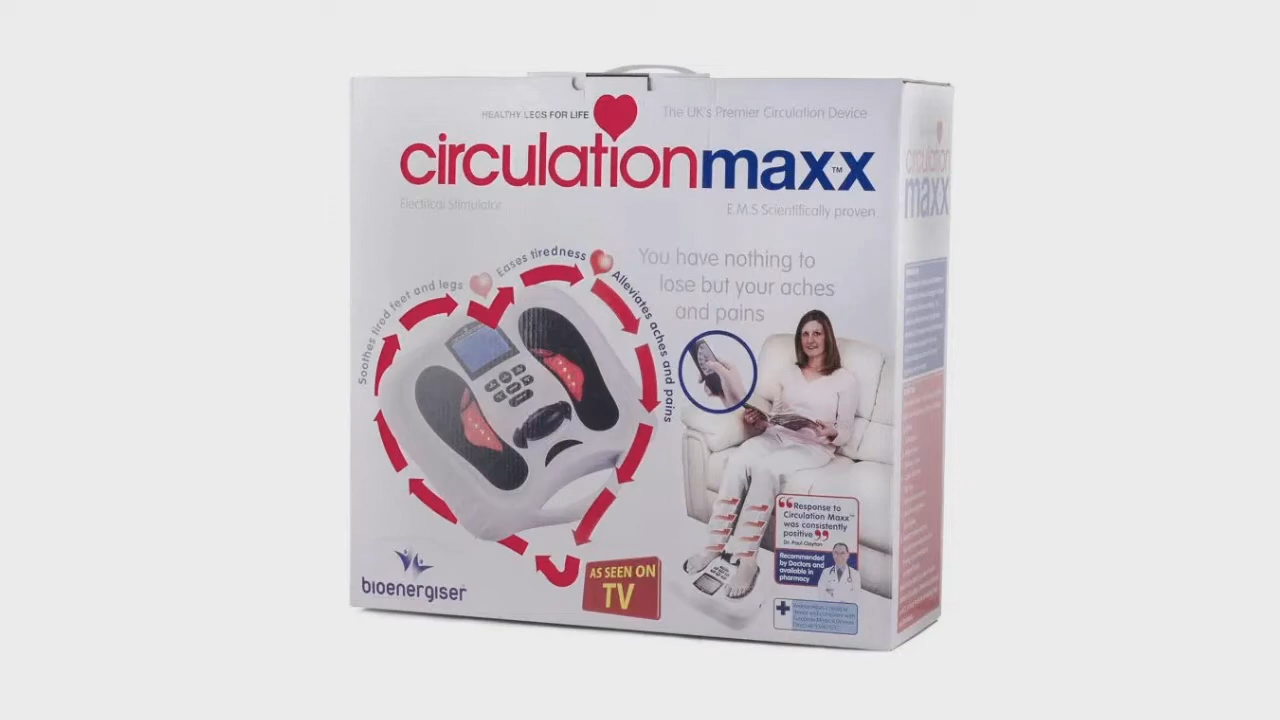 HEALTHY LEGS FOR LIFE
The UK's Premier Circulation Device
circulationmaxx™
Electrical Stimulator
E.M.S Scientifically proven
Soothes tired feet and legs
Eases tiredness
Alleviates aches and pains
You have nothing to
lose but your aches
and pains
"Response to
Circulation Maxx™
was consistently
positive"
Dr. Paul Clayton
Recommended
by Doctors and
available in
pharmacy
bioenergiser
AS SEEN ON
TV
circulation
maxx